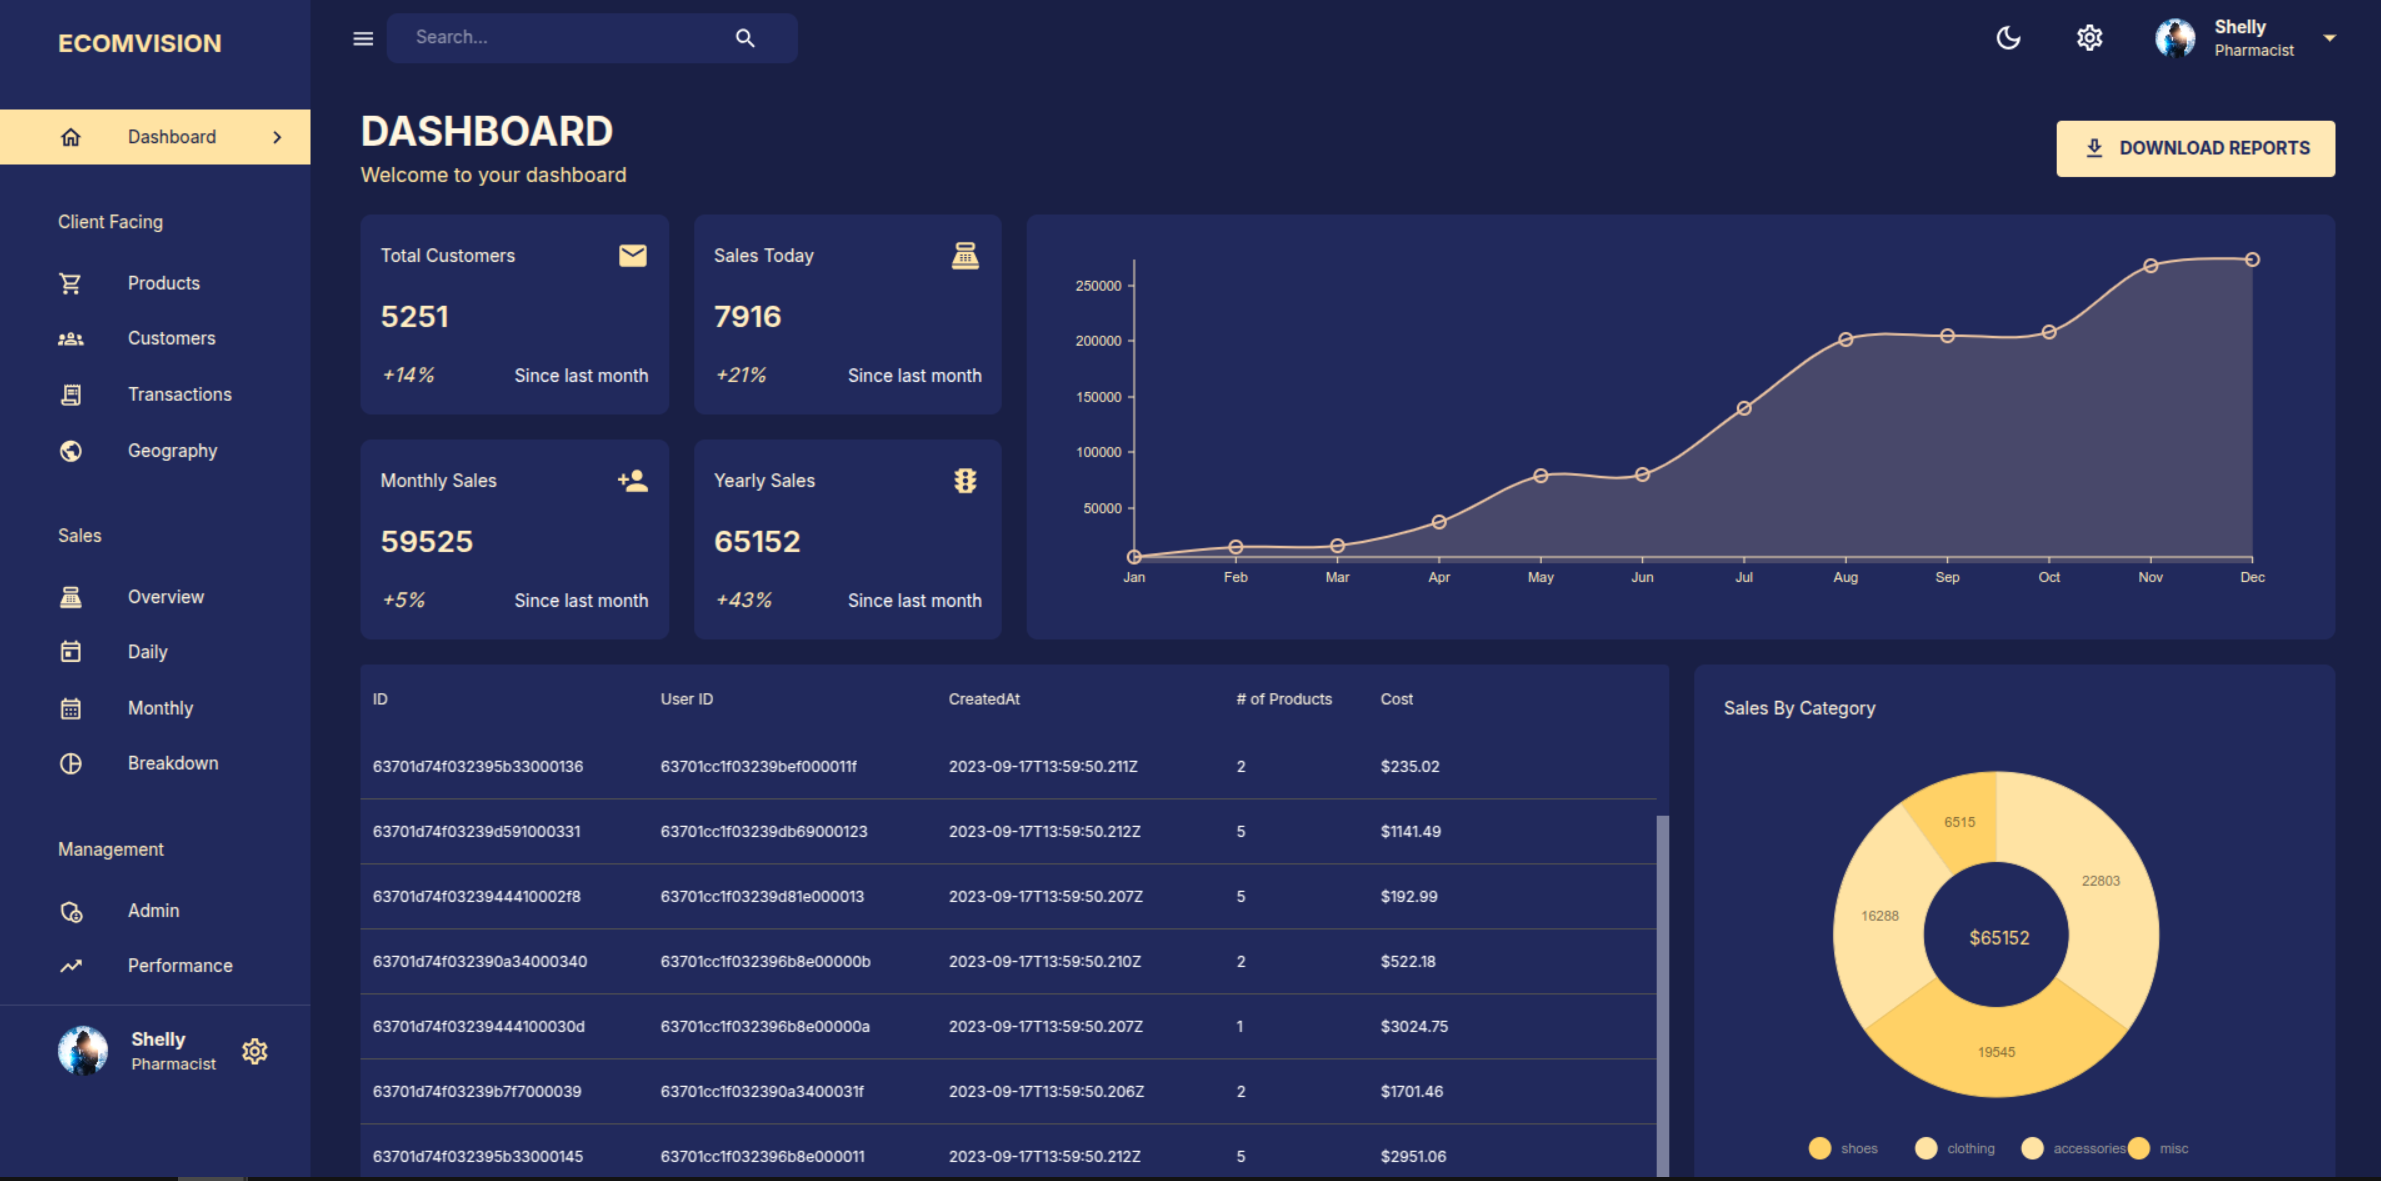 ECOMVISION
Search...
Shelly
Pharmacist
Dashboard
Client Facing
Products
Customers
Transactions
Geography
Sales
Overview
Daily
Monthly
Breakdown
Management
Admin
Performance
Shelly
Pharmacist
DASHBOARD
Welcome to your dashboard
DOWNLOAD REPORTS
Total Customers
5251
+14% Since last month
Sales Today
7916
+21% Since last month
Monthly Sales
59525
+5% Since last month
Yearly Sales
65152
+43% Since last month
250000
200000
150000
100000
50000
Jan Feb Mar Apr May Jun Jul Aug Sep Oct Nov Dec
ID User ID CreatedAt # of Products Cost
63701d74f032395b33000136 63701cc1f03239bef000011f 2023-09-17T13:59:50.211Z 2 $235.02
63701d74f03239d591000331 63701cc1f03239db69000123 2023-09-17T13:59:50.212Z 5 $1141.49
63701d74f0323944410002f8 63701cc1f03239d81e000013 2023-09-17T13:59:50.207Z 5 $192.99
63701d74f032390a34000340 63701cc1f032396b8e00000b 2023-09-17T13:59:50.210Z 2 $522.18
63701d74f03239444100030d 63701cc1f032396b8e00000a 2023-09-17T13:59:50.207Z 1 $3024.75
63701d74f03239b7f7000039 63701cc1f032390a3400031f 2023-09-17T13:59:50.206Z 2 $1701.46
63701d74f032395b33000145 63701cc1f032396b8e000011 2023-09-17T13:59:50.212Z 5 $2951.06
Sales By Category
6515
22803
16288
$65152
19545
shoes clothing accessories misc